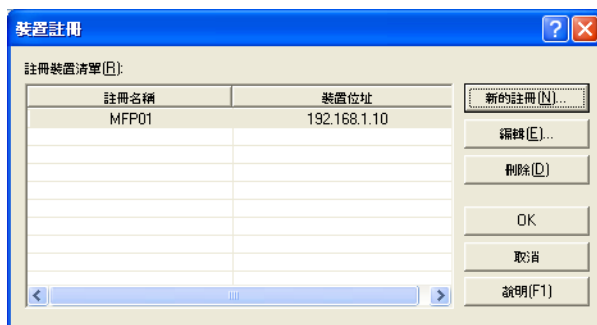 裝置註冊
註冊裝置清單(R):
註冊名稱 裝置位址
MFP01 192.168.1.10
新的註冊(N)...
編輯(E)...
刪除(D)
OK
取消
說明(F1)